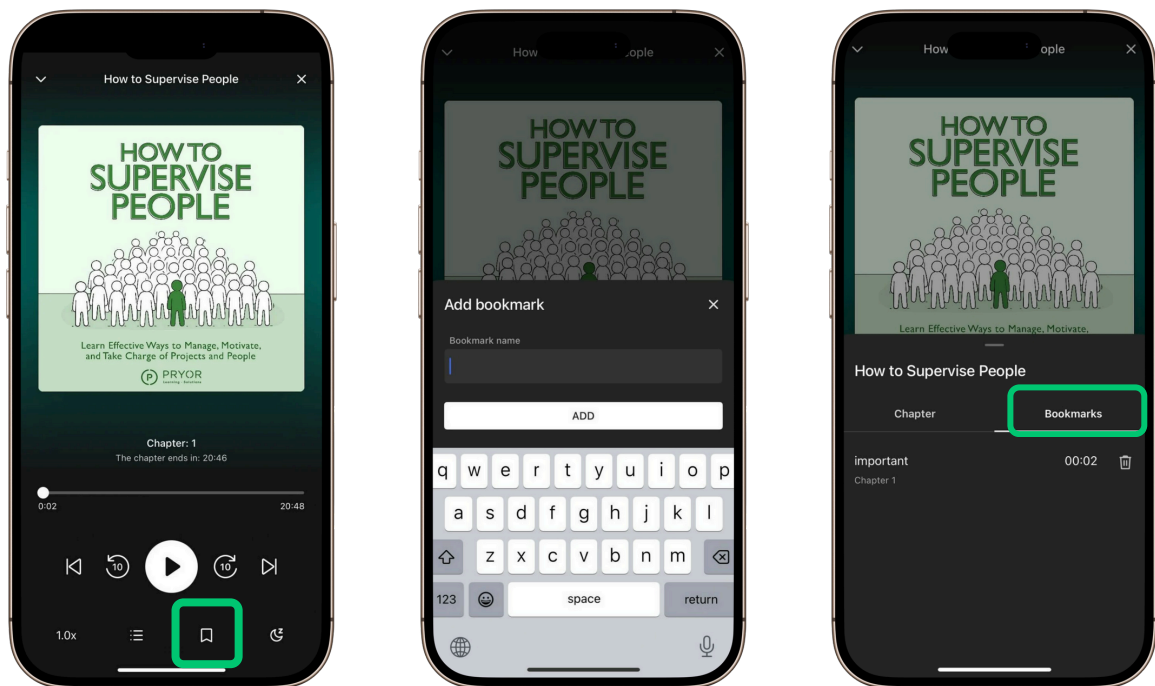 How to Supervise People
HOW TO
SUPERVISE
PEOPLE
Learn Effective Ways to Manage, Motivate,
and Take Charge of Projects and People
P PRYOR
Learning Solutions
Chapter: 1
The chapter ends in: 20:46
0:02 20:48
10 10
1.0x
How ople
HOW TO
SUPERVISE
PEOPLE
Add bookmark
Bookmark name
ADD
q w e r t y u i o p
a s d f g h j k l
z x c v b n m
123 space return
How ople
HOW TO
SUPERVISE
PEOPLE
Learn Effective Ways to Manage, Motivate,
How to Supervise People
Chapter Bookmarks
important 00:02
Chapter 1